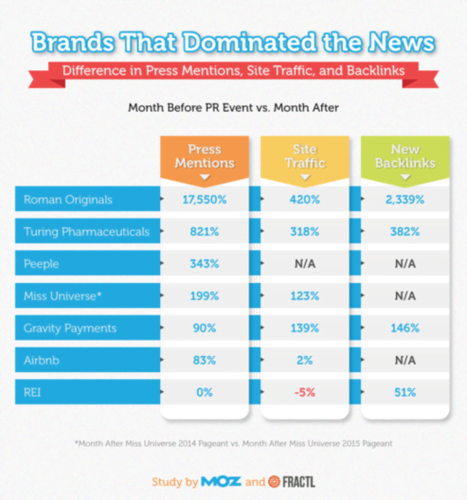 Brands That Dominated the News
Difference in Press Mentions, Site Traffic, and Backlinks
Month Before PR Event vs. Month After
Press Mentions Site Traffic New Backlinks
Roman Originals 17,550% 420% 2,339%
Turing Pharmaceuticals 821% 318% 382%
Peeple 343% N/A N/A
Miss Universe* 199% 123% N/A
Gravity Payments 90% 139% 146%
Airbnb 83% 2% N/A
REI 0% -5% 51%
*Month After Miss Universe 2014 Pageant vs. Month After Miss Universe 2015 Pageant
Study by MOZ and FRACTL